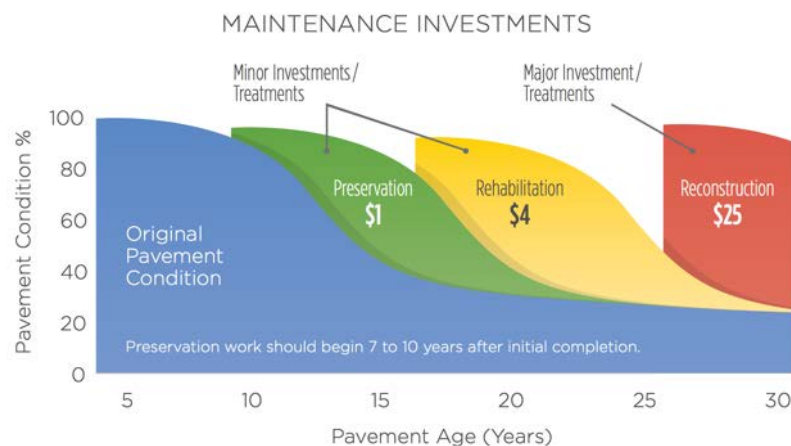 MAINTENANCE INVESTMENTS
Minor Investments/
Treatments
Major Investment/
Treatments
Pavement Condition %
100
80
60
40
20
0
Original
Pavement
Condition
Preservation
$1
Rehabilitation
$4
Reconstruction
$25
Preservation work should begin 7 to 10 years after initial completion.
5
10
15
20
25
30
Pavement Age (Years)